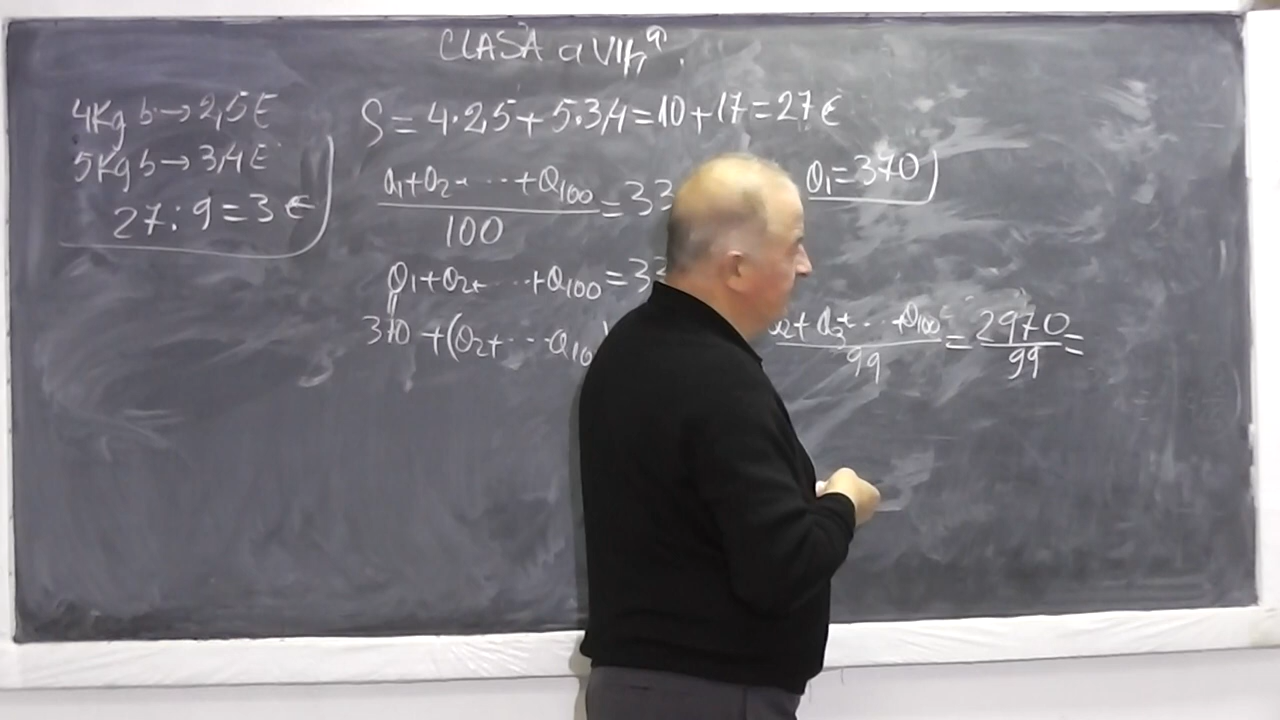 CLASA a VII-a
4Kg b → 2,5 €
5Kg b → 3,4 €
27 : 9 = 3 €
S = 4·2,5 + 5·3,4 = 10 + 17 = 27 €
a1 + a2 + ... + a100 = 33
100
a1 = 370
a1 + a2 + ... + a100 = 33
370 + (a2 + ... a10
a2 + a3 + ... + a100 = 2970 =
99 99